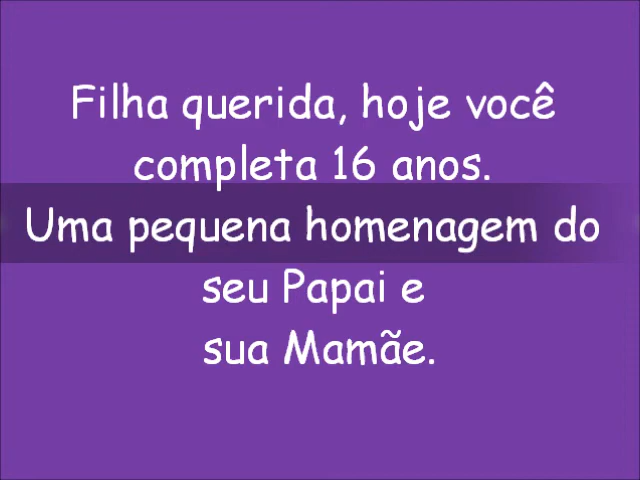 Filha querida, hoje você
completa 16 anos.
Uma pequena homenagem do
seu Papai e
sua Mamãe.